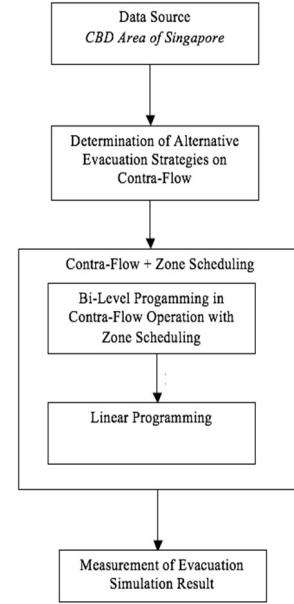 Data Source
CBD Area of Singapore
Determination of Alternative
Evacuation Strategies on
Contra-Flow
Contra-Flow + Zone Scheduling
Bi-Level Progamming in
Contra-Flow Operation with
Zone Scheduling
Linear Programming
Measurement of Evacuation
Simulation Result